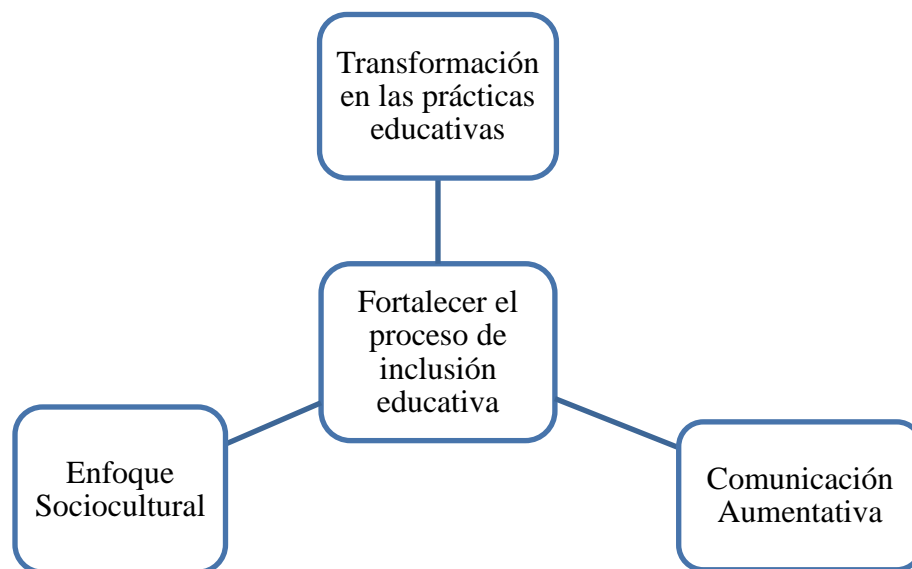 Transformación
en las prácticas
educativas
Fortalecer el
proceso de
inclusión
educativa
Enfoque
Sociocultural
Comunicación
Aumentativa